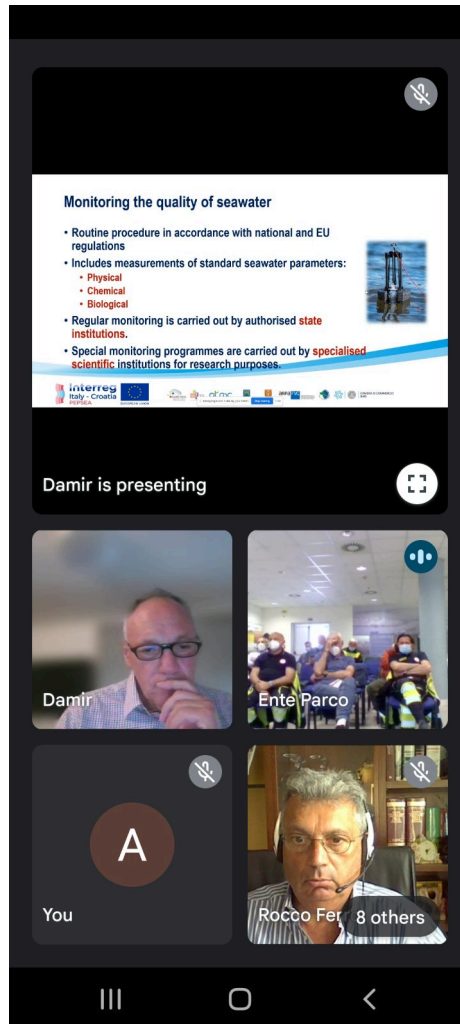 Monitoring the quality of seawater
• Routine procedure in accordance with national and EU
regulations
• Includes measurements of standard seawater parameters:
• Physical
• Chemical
• Biological
• Regular monitoring is carried out by authorised state
institutions.
• Special monitoring programmes are carried out by specialised
scientific institutions for research purposes.
interreg
Italy - Croatia
PEPSEA
EUROPEAN UNION
Damir is presenting
Damir
Ente Parco
A
You
Rocco Fer
8 others